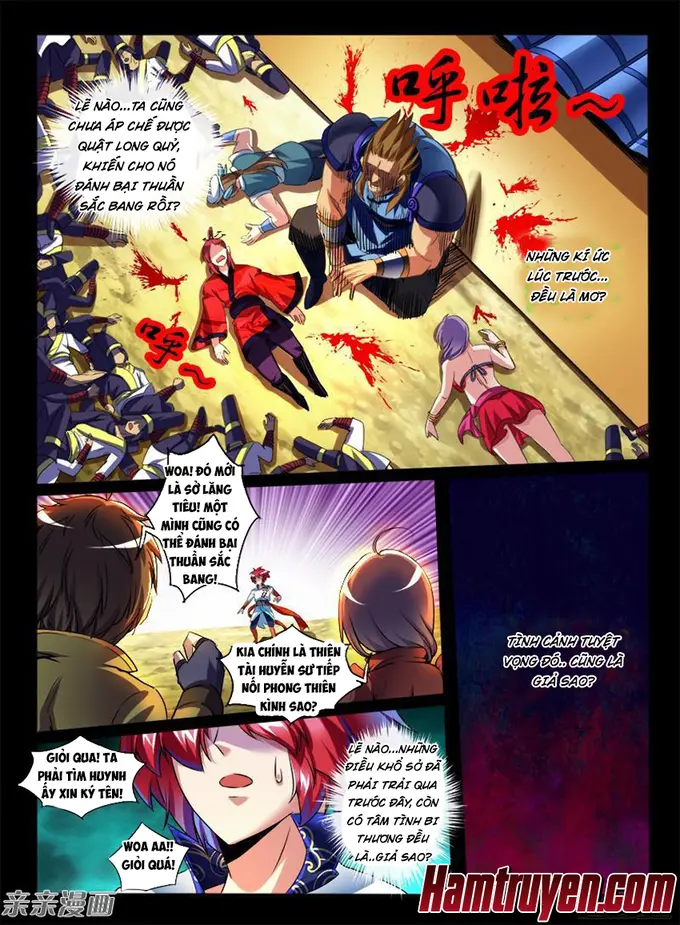 呼啦~
LẼ NÀO...TA CŨNG
CHƯA ÁP CHẾ ĐƯỢC
QUẬT LONG QUỶ,
KHIẾN CHO NÓ
ĐÁNH BẠI THUẦN
SẮC BANG RỒI?
NHỮNG KÍ ỨC
LÚC TRƯỚC...
ĐỀU LÀ MƠ?
呼~
WOA! ĐÓ MỚI
LÀ SỞ LĂNG
TIÊU! MỘT
MÌNH CŨNG CÓ
THỂ ĐÁNH BẠI
THUẦN SẮC
BANG!
KIA CHÍNH LÀ THIÊN
TÀI HUYỄN SƯ TIẾP
NỐI PHONG THIÊN
KÌNH SAO?
TÌNH CẢNH TUYỆT
VỌNG ĐÓ.. CŨNG LÀ
GIẢ SAO?
GIỎI QUA! TA
PHẢI TÌM HUYNH
ẤY XIN KÝ TÊN!
WOA AA!!
GIỎI QUÁ!
LẼ NÀO...NHỮNG
ĐIỀU KHỔ SỞ ĐÃ
PHẢI TRẢI QUA
TRƯỚC ĐÂY, CÒN
CÓ TÂM TÌNH BI
THƯƠNG ĐỀU
LÀ..GIẢ SAO?
亲亲漫画
Hamtruyen.com